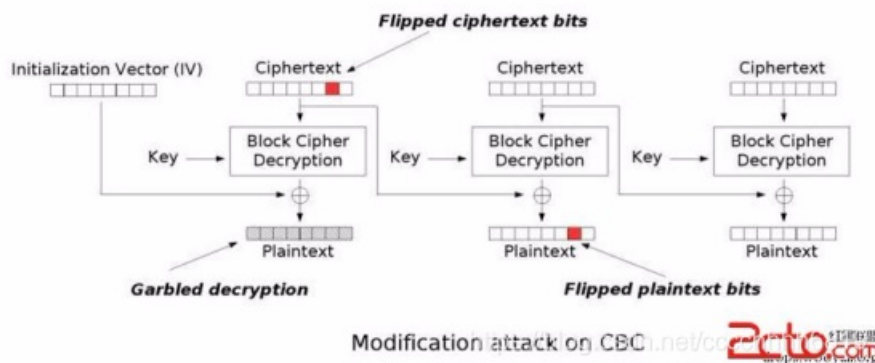 Flipped ciphertext bits
Initialization Vector (IV)
Ciphertext
Ciphertext
Ciphertext
Key
Block Cipher
Decryption
Key
Block Cipher
Decryption
Key
Block Cipher
Decryption
Plaintext
Plaintext
Plaintext
Garbled decryption
Flipped plaintext bits
Modification attack on CBC
2cto.com